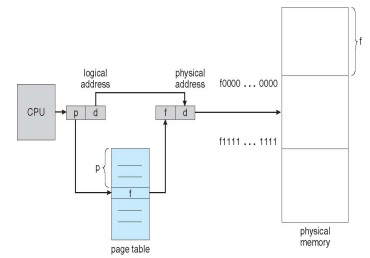 logical
address
physical
address
f0000 ... 0000
f
CPU
p
d
f
d
f1111 ... 1111
p
f
page table
physical
memory